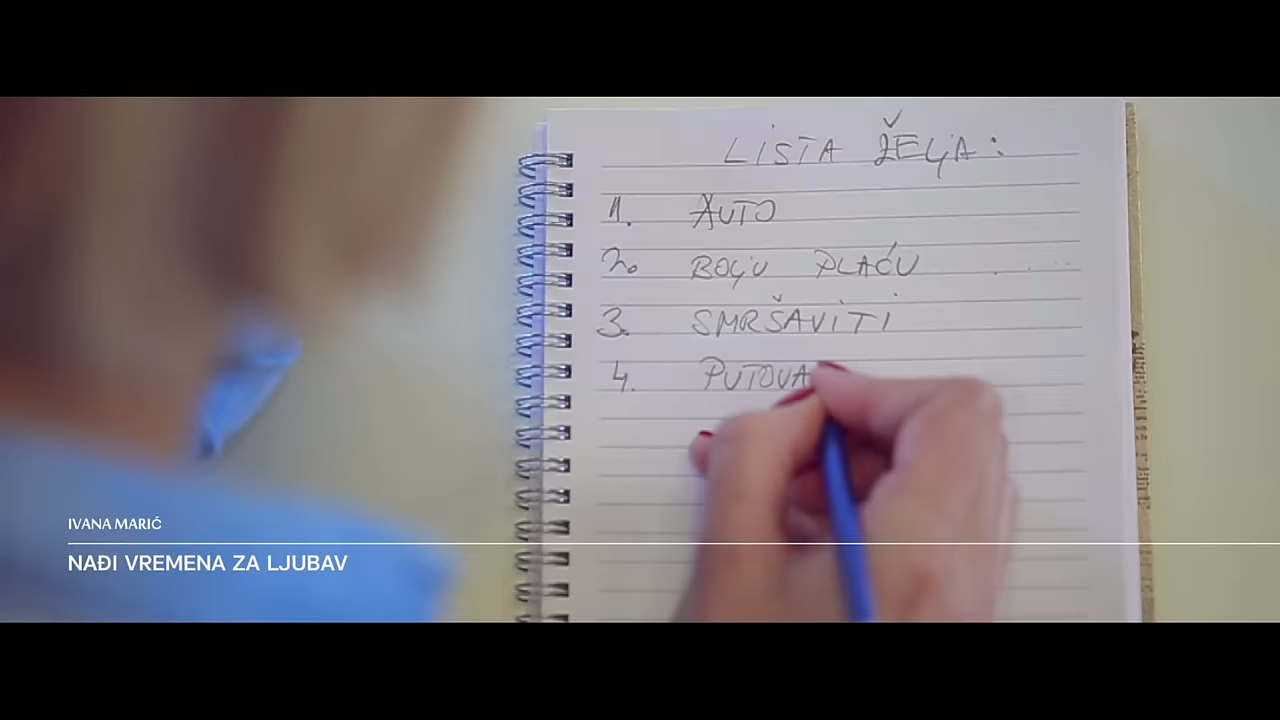 LISTA ŽELJA:
1. AUTO
2. BOLJU PLAĆU
3. SMRŠAVITI
4. PUTOVA
IVANA MARIĆ
NAĐI VREMENA ZA LJUBAV